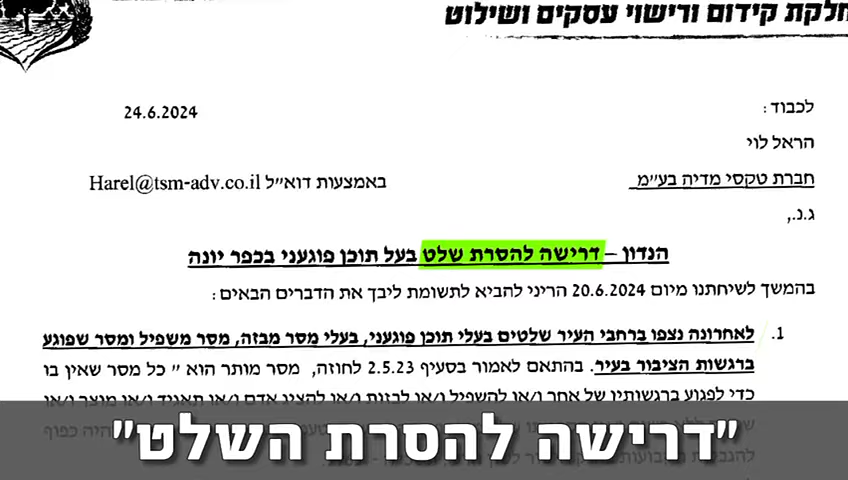 חלקת קידום ורישוי עסקים ושילוט
24.6.2024
לכבוד:
הראל לוי
חברת טקסי מדיה בע"מ
באמצעות דוא"ל Harel@tsm-adv.co.il
ג.נ.,
הנדון – דרישה להסרת שלט בעל תוכן פוגעני בכפר יונה
בהמשך לשיחתנו מיום 20.6.2024 הריני להביא לתשומת ליבך את הדברים הבאים:
1. לאחרונה נצפו ברחבי העיר שלטים בעלי תוכן פוגעני, בעלי מסר מבזה, מסר משפיל ומסר שפוגע
ברגשות הציבור בעיר. בהתאם לאמור בסעיף 2.5.23 לחוזה, מסר מותר הוא " כל מסר שאין בו
כדי לפגוע ברגשותיו של אחר ו/או להשפיל ו/או לבזות ו/או להציג אדם ו/או תאגיד ו/או מוצר ו/או
היה כפוף
"דרישה להסרת השלט"